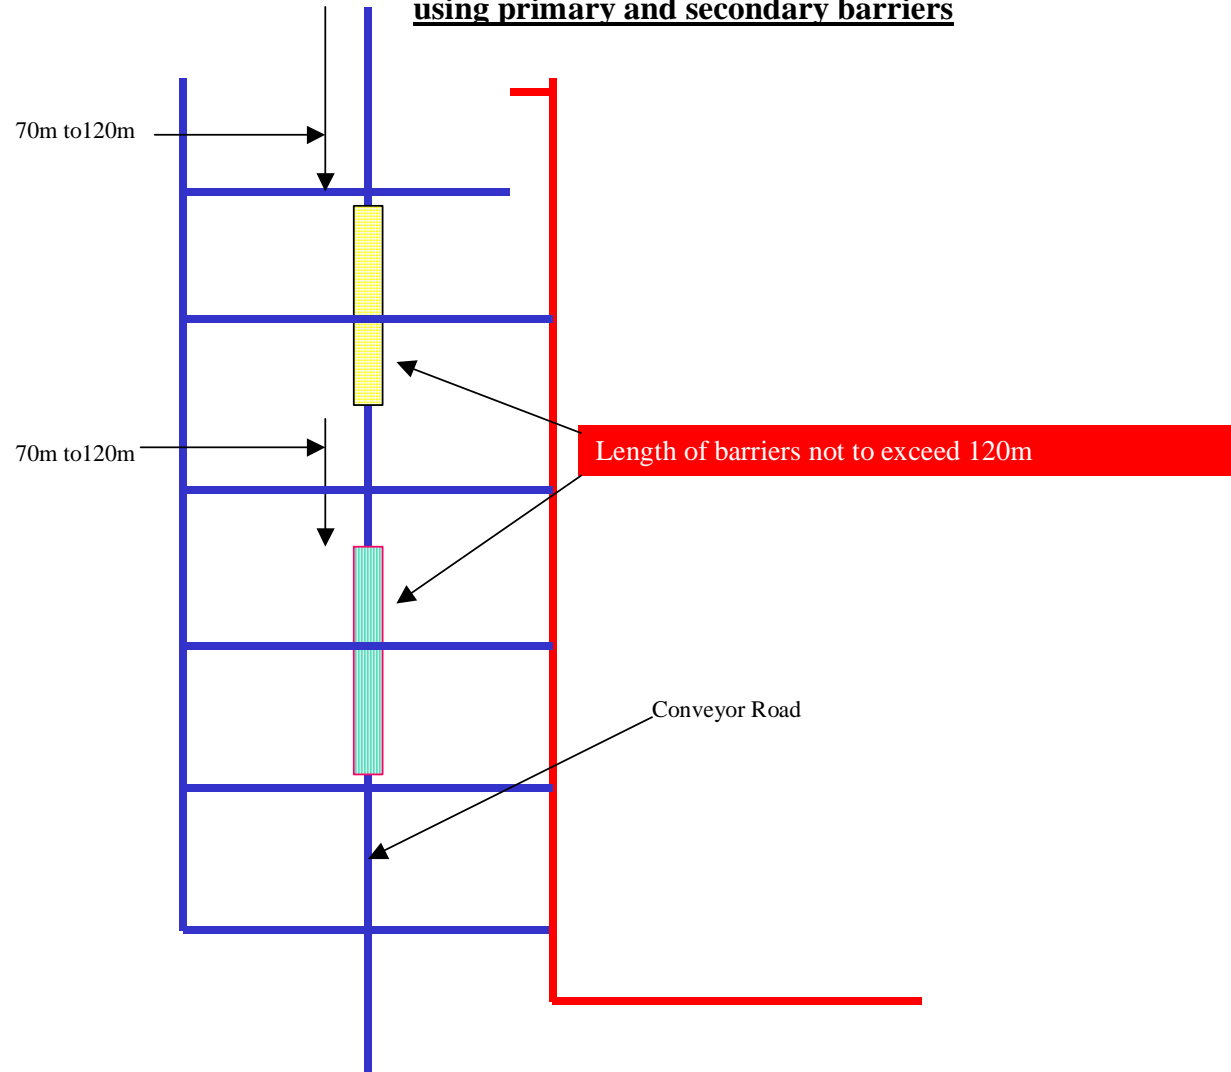 using primary and secondary barriers
70m to120m
70m to120m
Length of barriers not to exceed 120m
Conveyor Road